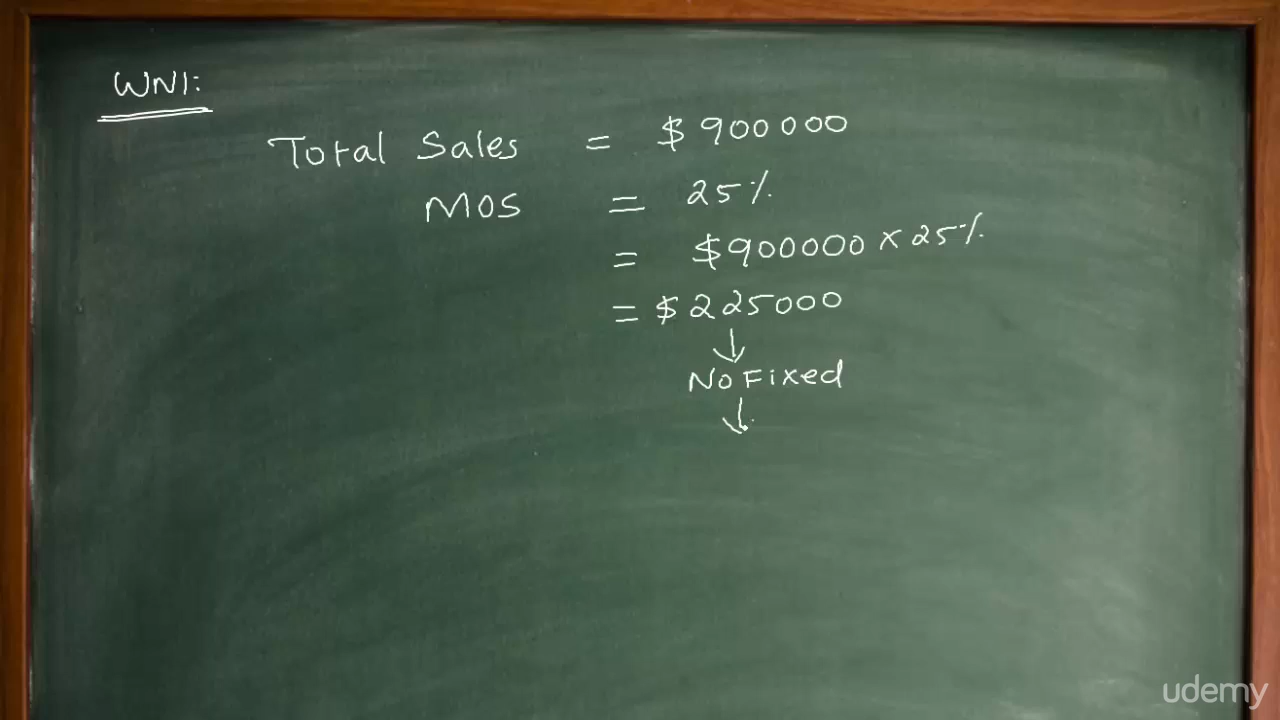 WN1:
Total Sales = $900000
MOS = 25%
= $900000 × 25%
= $225000
↓
No Fixed
↓
udemy